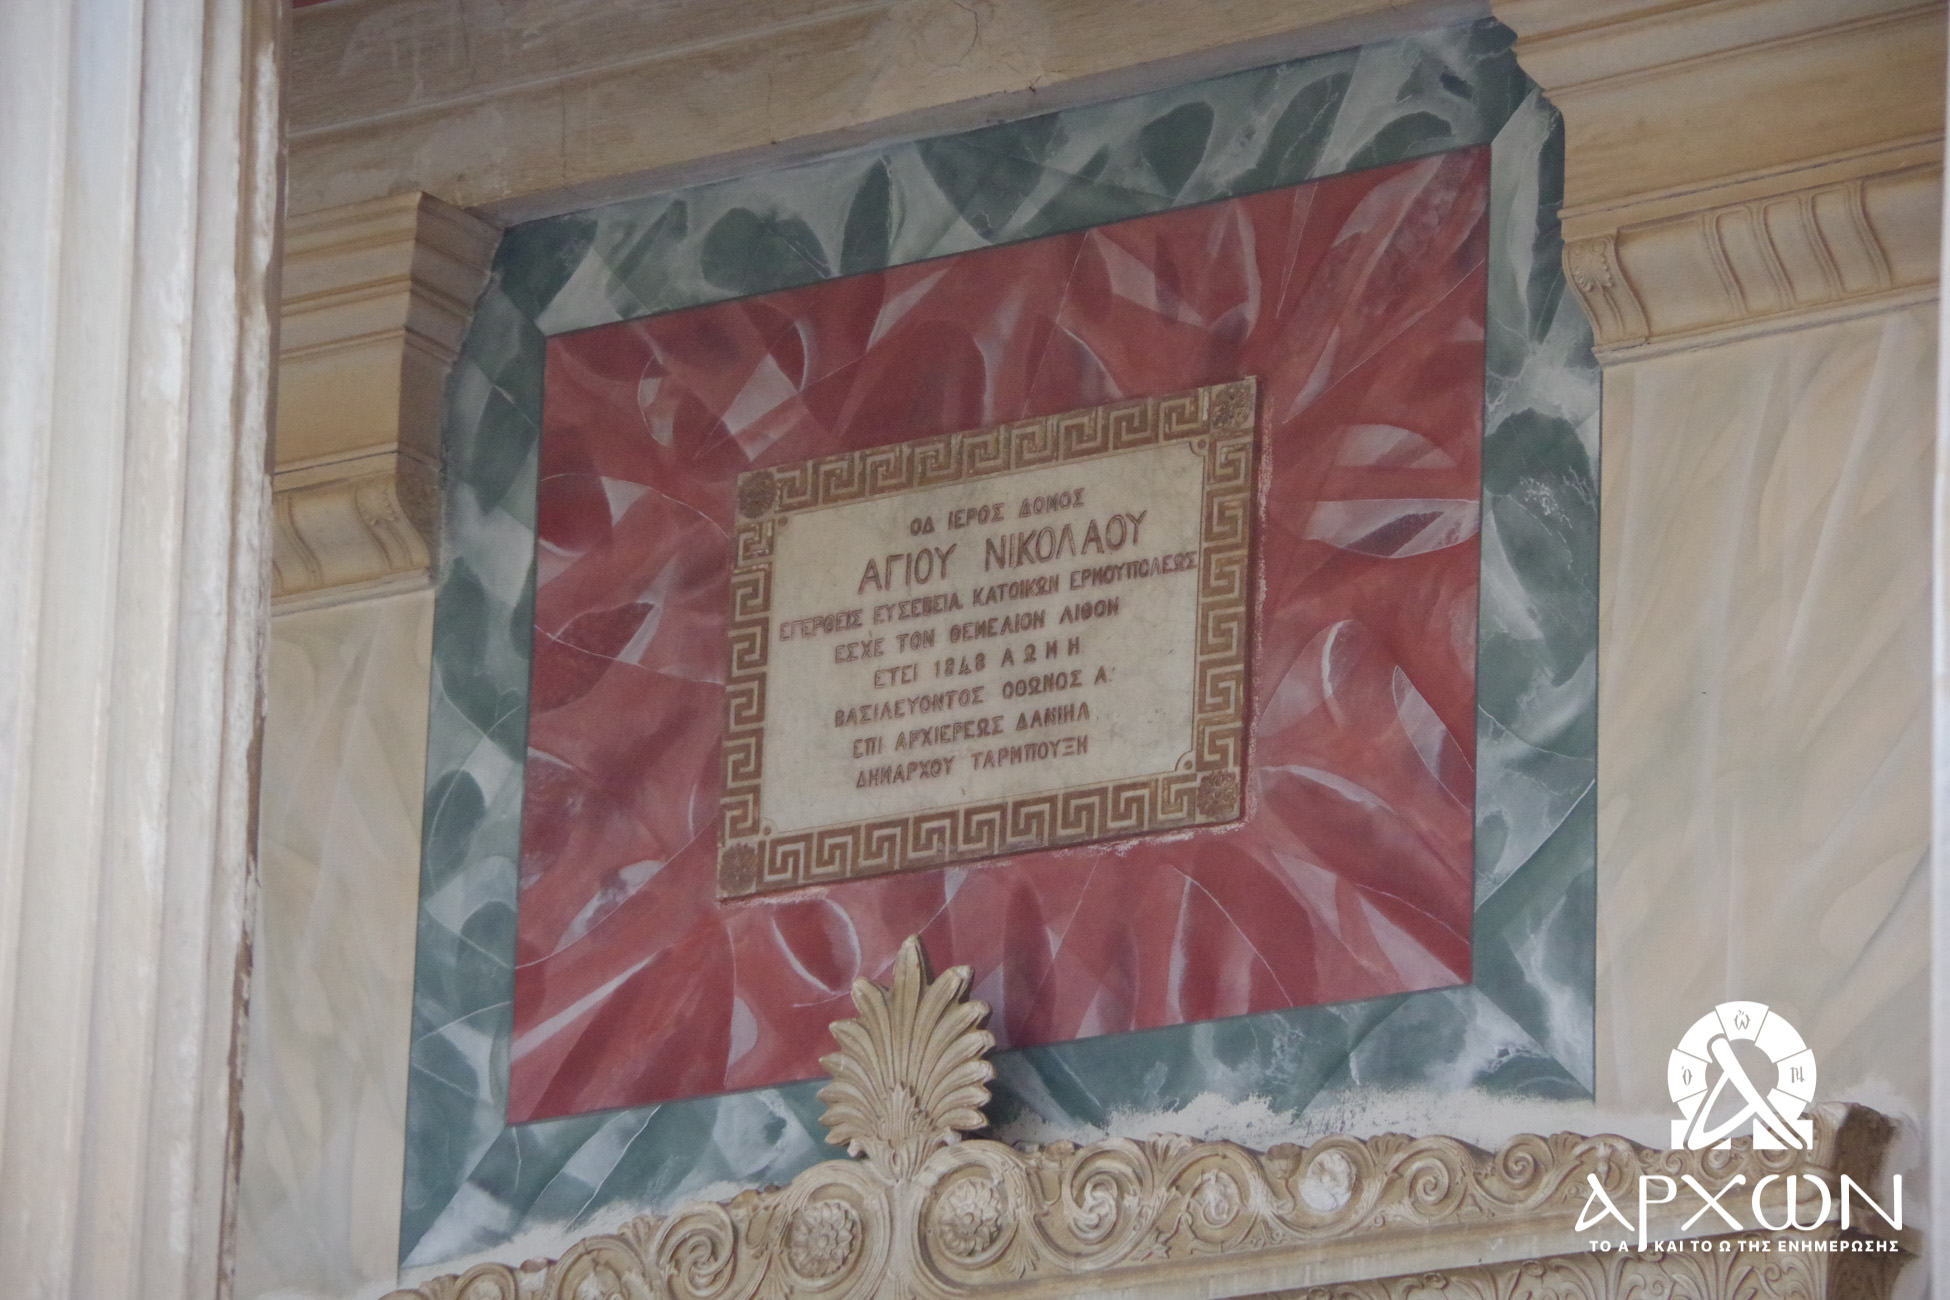 ΟΔ ΙΕΡΟΣ ΔΟΜΟΣ
ΑΓΙΟΥ ΝΙΚΟΛΑΟΥ
ΕΓΕΡΘΕΙΣ ΕΥΣΕΒΕΙΑ ΚΑΤΟΙΚΩΝ ΕΡΜΟΥΠΟΛΕΩΣ
ΕΣΧΕ ΤΟΝ ΘΕΜΕΛΙΟΝ ΛΙΘΟΝ
ΕΤΕΙ 1848 ΑΩΜΗ
ΒΑΣΙΛΕΥΟΝΤΟΣ ΟΘΩΝΟΣ Α΄
ΕΠΙ ΑΡΧΙΕΡΕΩΣ ΔΑΝΙΗΛ
ΔΗΜΑΡΧΟΥ ΤΑΡΜΠΟΥΞΗ
ὁ ὢ Ν
ΑΡΧΩΝ
ΤΟ Α ΚΑΙ ΤΟ Ω ΤΗΣ ΕΝΗΜΕΡΩΣΗΣ